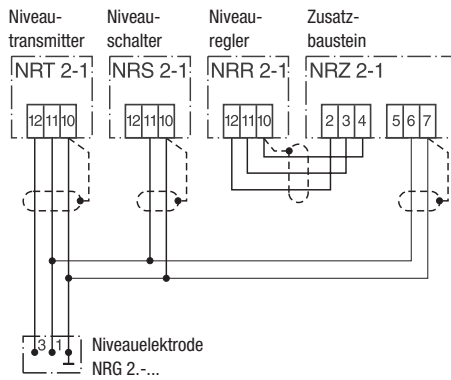 Niveau-
transmitter
Niveau-
schalter
Niveau-
regler
Zusatz-
baustein
NRT 2-1
NRS 2-1
NRR 2-1
NRZ 2-1
12 11 10
12 11 10
12 11 10
2 3 4
5 6 7
3 1
Niveauelektrode
NRG 2.-...